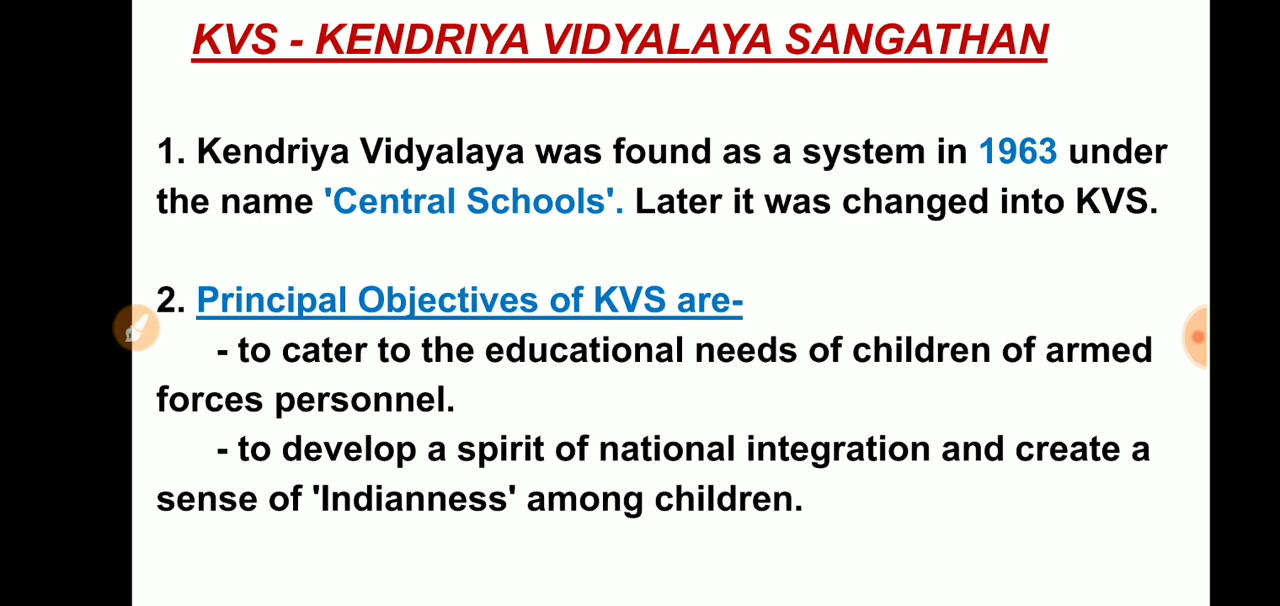 KVS - KENDRIYA VIDYALAYA SANGATHAN
1. Kendriya Vidyalaya was found as a system in 1963 under
the name 'Central Schools'. Later it was changed into KVS.
2. Principal Objectives of KVS are-
- to cater to the educational needs of children of armed
forces personnel.
- to develop a spirit of national integration and create a
sense of 'Indianness' among children.